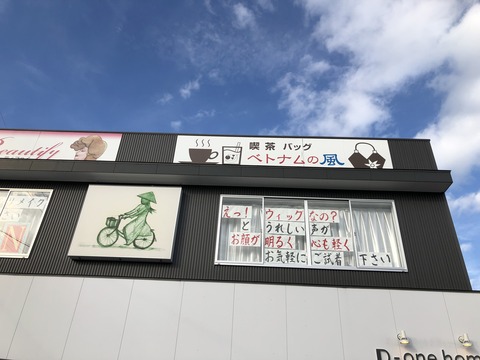 Beautify
喫茶 バッグ
ベトナムの風
メイク
えっ！ウィッグなの？
とうれしい声が
お顔が明るく心も軽く
お気軽にご試着下さい
D-one hom